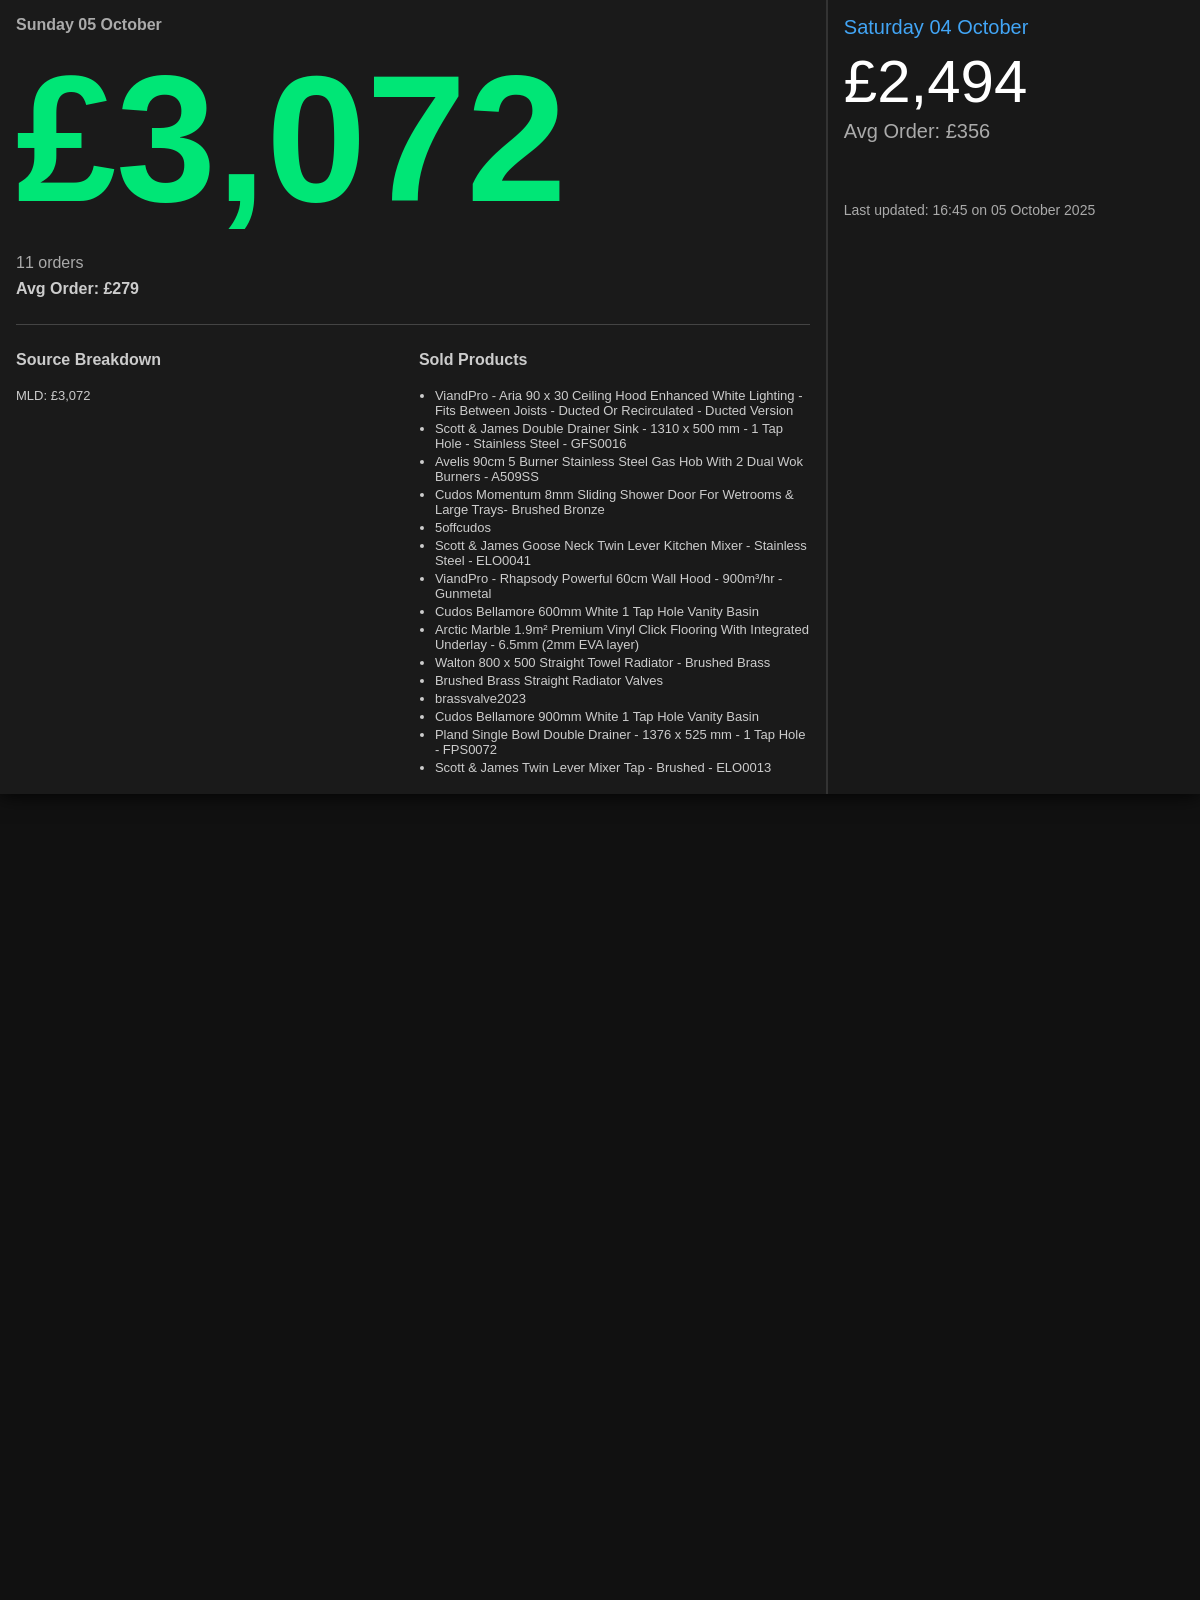 Sunday 05 October
£3,072
11 orders
Avg Order: £279
Source Breakdown
MLD: £3,072
Sold Products
• ViandPro - Aria 90 x 30 Ceiling Hood Enhanced White Lighting -
Fits Between Joists - Ducted Or Recirculated - Ducted Version
• Scott & James Double Drainer Sink - 1310 x 500 mm - 1 Tap
Hole - Stainless Steel - GFS0016
• Avelis 90cm 5 Burner Stainless Steel Gas Hob With 2 Dual Wok
Burners - A509SS
• Cudos Momentum 8mm Sliding Shower Door For Wetrooms &
Large Trays- Brushed Bronze
• 5offcudos
• Scott & James Goose Neck Twin Lever Kitchen Mixer - Stainless
Steel - ELO0041
• ViandPro - Rhapsody Powerful 60cm Wall Hood - 900m³/hr -
Gunmetal
• Cudos Bellamore 600mm White 1 Tap Hole Vanity Basin
• Arctic Marble 1.9m² Premium Vinyl Click Flooring With Integrated
Underlay - 6.5mm (2mm EVA layer)
• Walton 800 x 500 Straight Towel Radiator - Brushed Brass
• Brushed Brass Straight Radiator Valves
• brassvalve2023
• Cudos Bellamore 900mm White 1 Tap Hole Vanity Basin
• Pland Single Bowl Double Drainer - 1376 x 525 mm - 1 Tap Hole
- FPS0072
• Scott & James Twin Lever Mixer Tap - Brushed - ELO0013
Saturday 04 October
£2,494
Avg Order: £356
Last updated: 16:45 on 05 October 2025